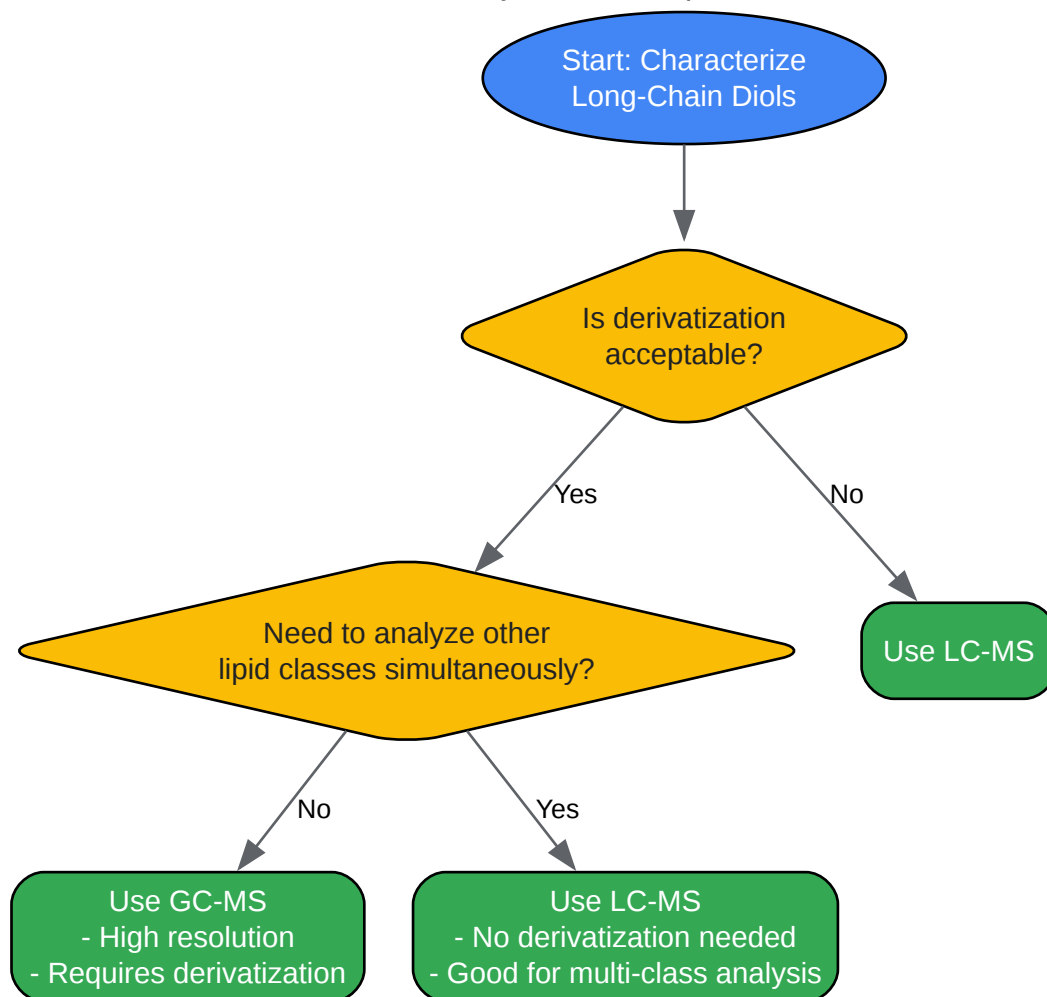 Start: Characterize
Long-Chain Diols
Is derivatization
acceptable?
Yes
No
Need to analyze other
lipid classes simultaneously?
Use LC-MS
No
Yes
Use GC-MS
- High resolution
- Requires derivatization
Use LC-MS
- No derivatization needed
- Good for multi-class analysis